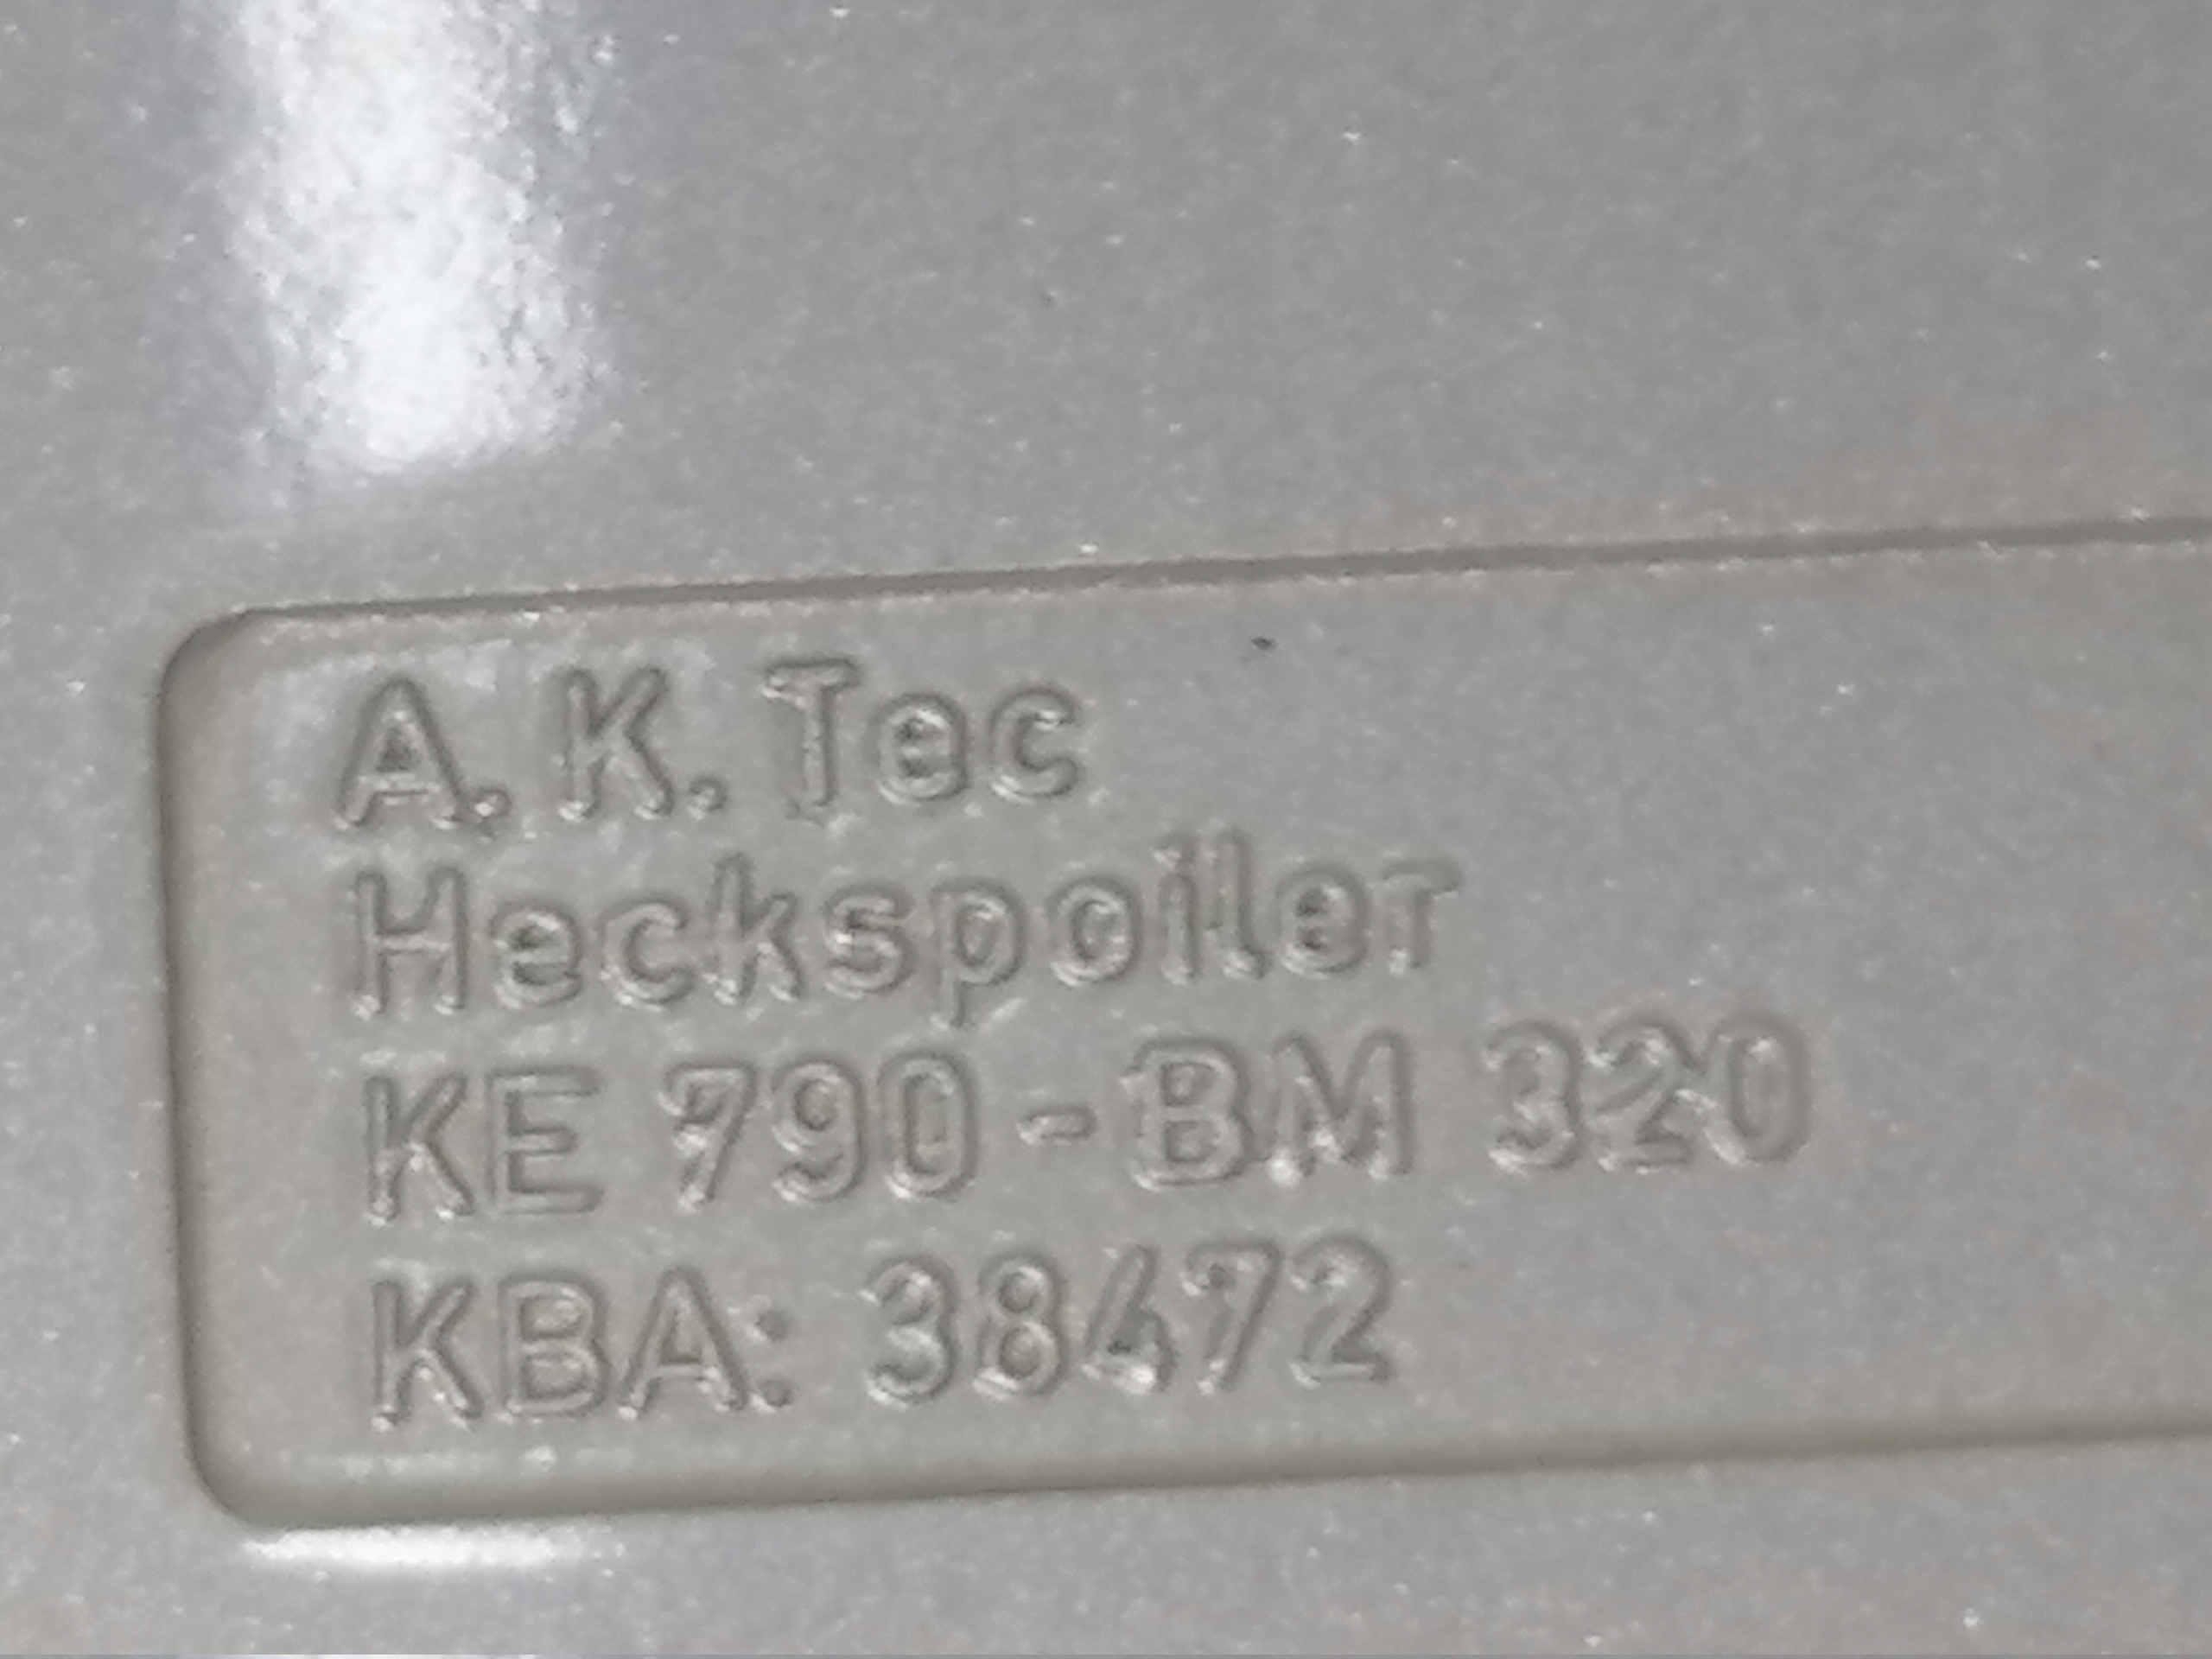 A.K.Tec
Heckspoiler
KE 790-BM 320
KBA: 38472